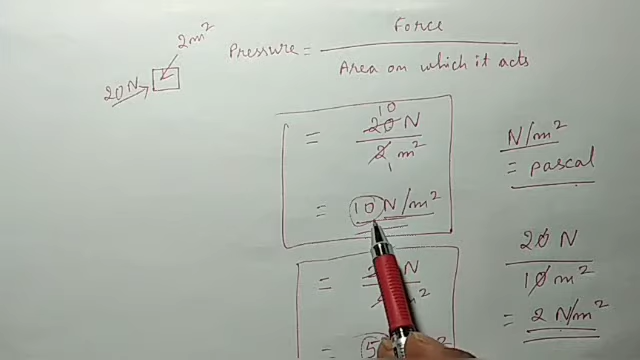 2m²
20N
Pressure = Force
Area on which it acts
= 20 N
10
2 m²
1
= 10 N/m²
= N
m²
= 5
N/m²
= pascal
20 N
10 m²
= 2 N/m²